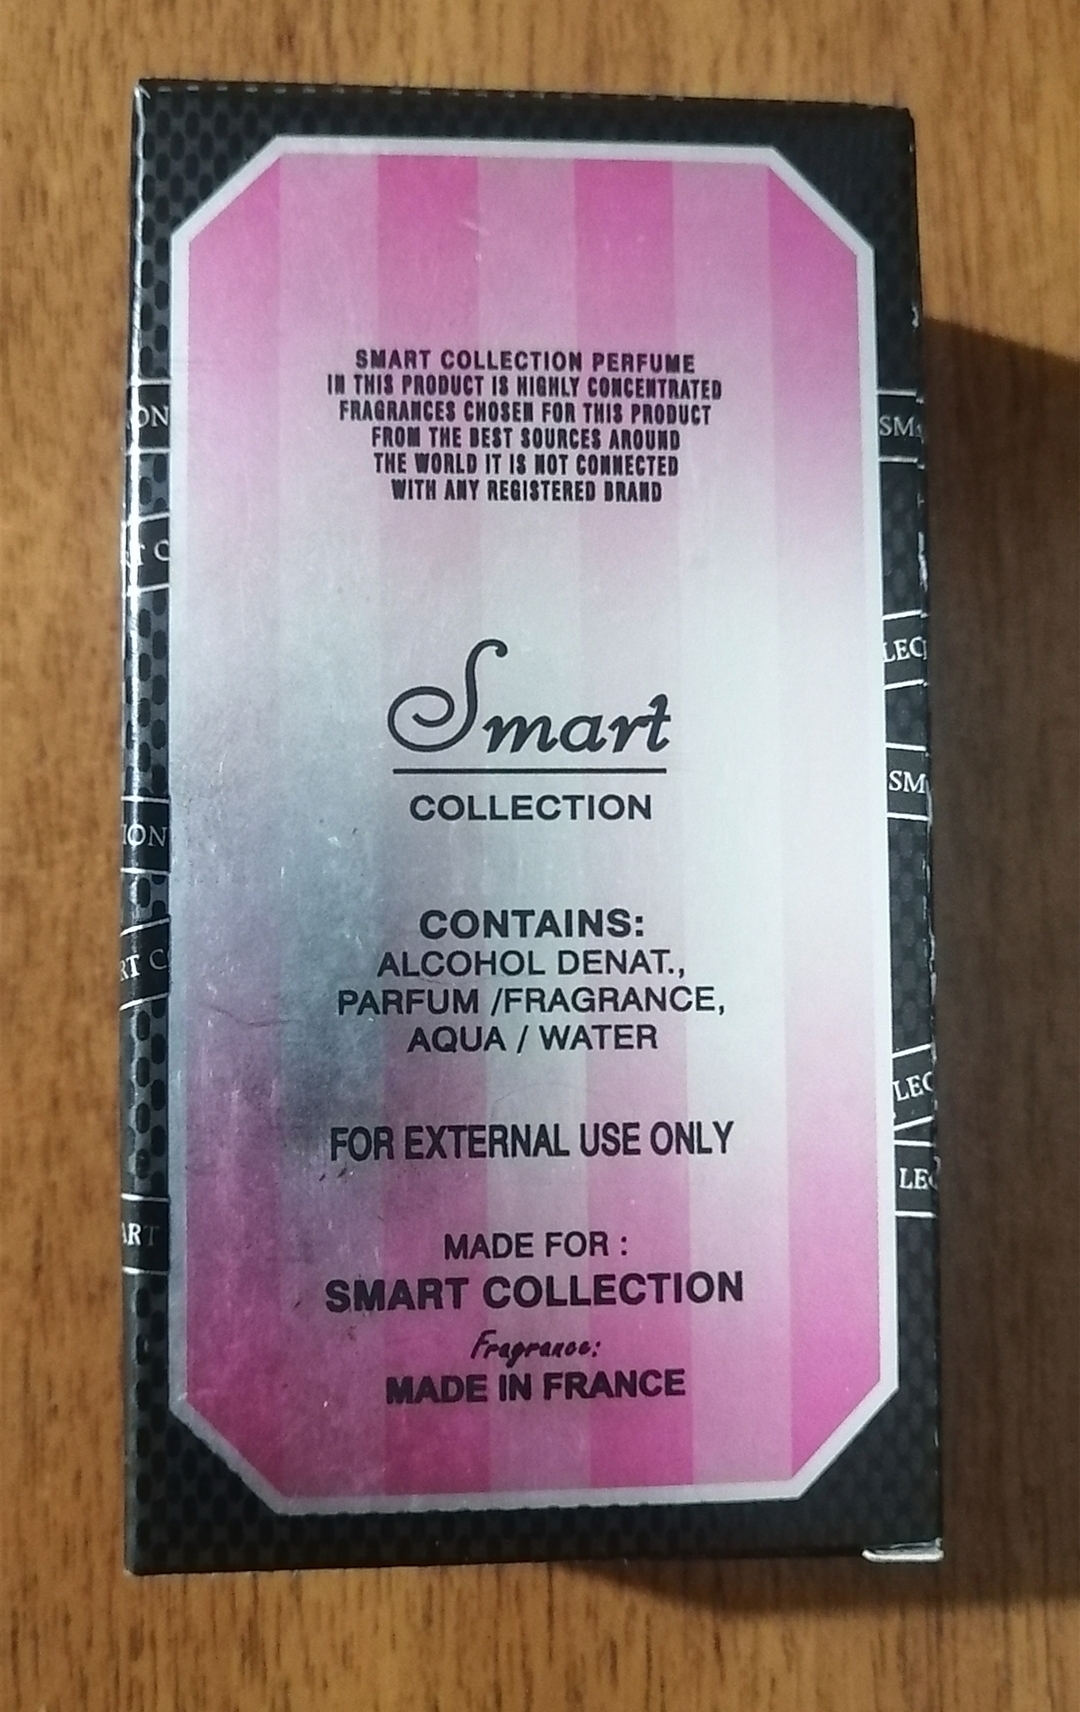 SMART COLLECTION PERFUME
IN THIS PRODUCT IS HIGHLY CONCENTRATED
FRAGRANCES CHOSEN FOR THIS PRODUCT
FROM THE BEST SOURCES AROUND
THE WORLD IT IS NOT CONNECTED
WITH ANY REGISTERED BRAND
Smart
COLLECTION
CONTAINS:
ALCOHOL DENAT.,
PARFUM /FRAGRANCE,
AQUA / WATER
FOR EXTERNAL USE ONLY
MADE FOR :
SMART COLLECTION
Fragrance:
MADE IN FRANCE